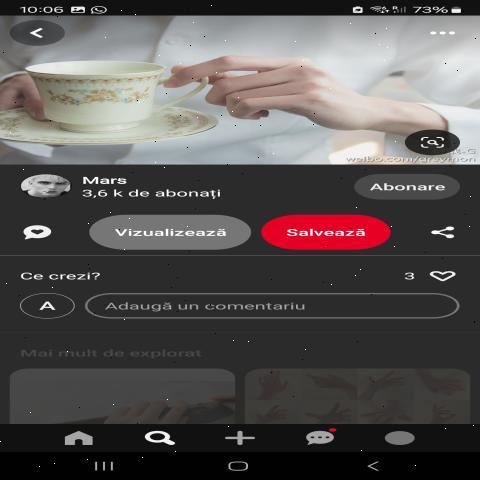 10:06
73%
weibo.com/dreymon
Mars
3,6 k de abonați
Abonare
Vizualizează
Salvează
Ce crezi?
3
A
Adaugă un comentariu
Mai mult de explorat